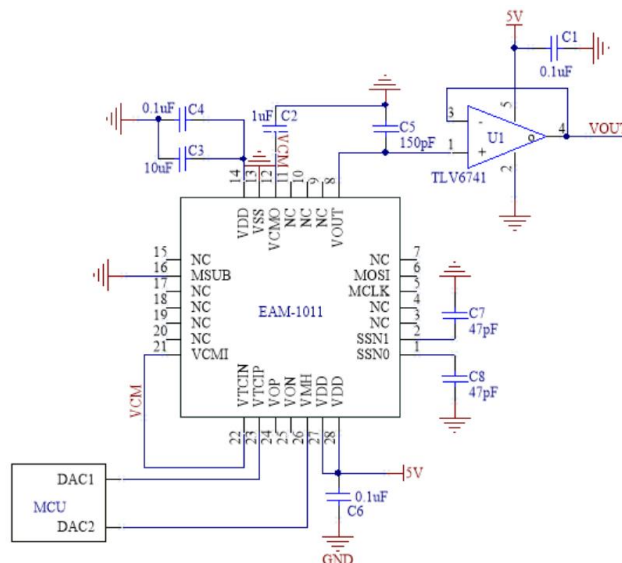 5V
C1
0.1uF
0.1uF
C4
1uF
C2
C5
150pF
3
-
5
U1
4
VOUT
1
+
o
2
TLV6741
10uF
C3
VCM
14 13 12 11 10 9 8
VDD VSS VCMO NC NC NC VOUT
15 NC
16 MSUB
17 NC
18 NC
19 NC
20 NC
21 VCMI
EAM-1011
NC 7
MOSI 6
MCLK 5
NC 4
NC 3
SSN1 2
SSN0 1
C7
47pF
C8
47pF
VCM
VTCIN VTCIP VOP VON VMH VDD VDD
22 23 24 25 26 27 28
5V
0.1uF
C6
GND
DAC1
MCU
DAC2